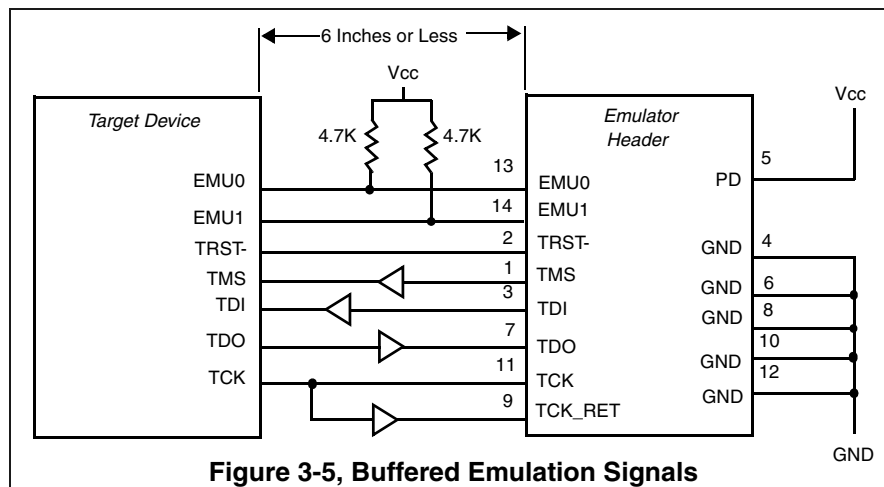 6 Inches or Less
Vcc
Target Device
4.7K
4.7K
Emulator
Header
Vcc
EMU0
13
EMU0
PD
5
EMU1
14
EMU1
TRST-
2
TRST-
GND
4
TMS
1
TMS
GND
6
TDI
3
TDI
GND
8
TDO
7
TDO
GND
10
TCK
11
TCK
GND
12
9
TCK_RET
GND
Figure 3-5, Buffered Emulation Signals